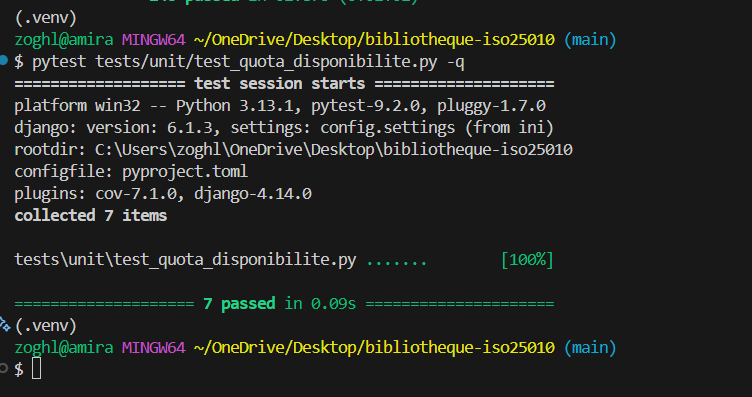 (.venv)
zoghl@amira MINGW64 ~/OneDrive/Desktop/bibliotheque-iso25010 (main)
$ pytest tests/unit/test_quota_disponibilite.py -q
=================== test session starts ====================
platform win32 -- Python 3.13.1, pytest-9.2.0, pluggy-1.7.0
django: version: 6.1.3, settings: config.settings (from ini)
rootdir: C:\Users\zoghl\OneDrive\Desktop\bibliotheque-iso25010
configfile: pyproject.toml
plugins: cov-7.1.0, django-4.14.0
collected 7 items
tests\unit\test_quota_disponibilite.py ....... [100%]
==================== 7 passed in 0.09s =====================
(.venv)
zoghl@amira MINGW64 ~/OneDrive/Desktop/bibliotheque-iso25010 (main)
$